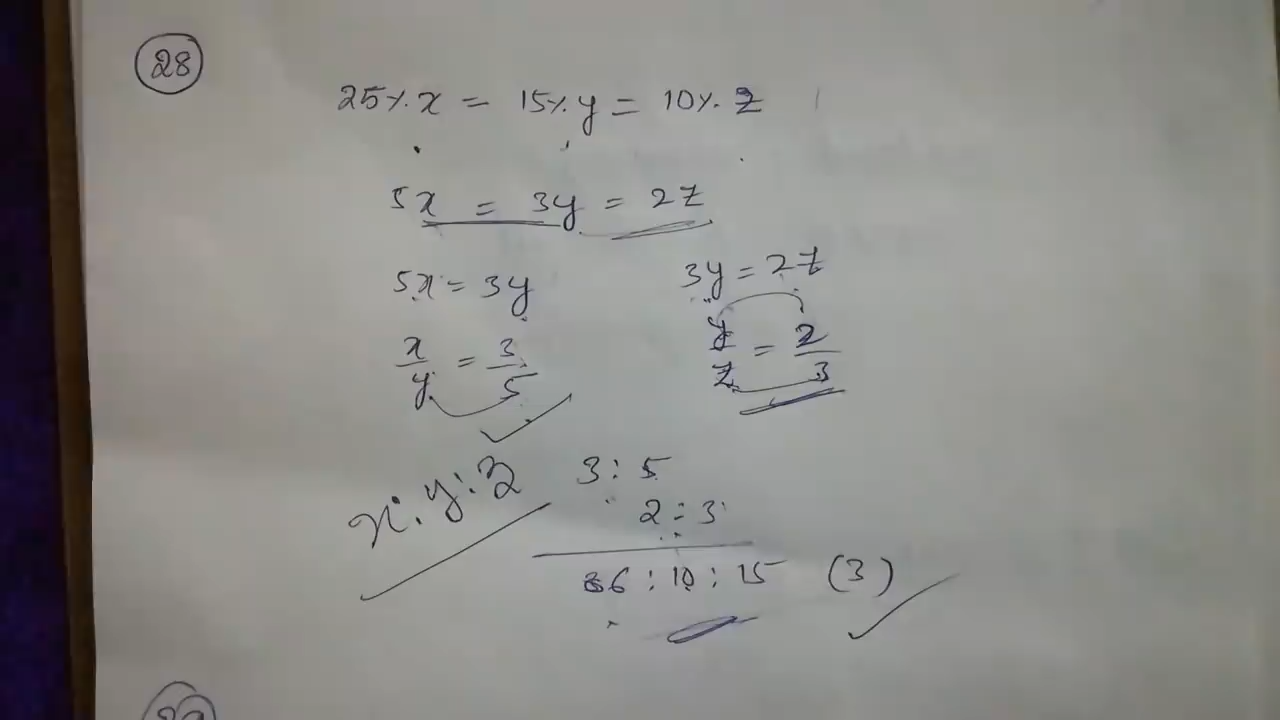 28
25% x = 15% y = 10% z
5x = 3y = 2z
5x = 3y
3y = 2z
x/y = 3/5
y/z = 2/3
x : y : z
3 : 5
2 : 3
6 : 10 : 15 (3)